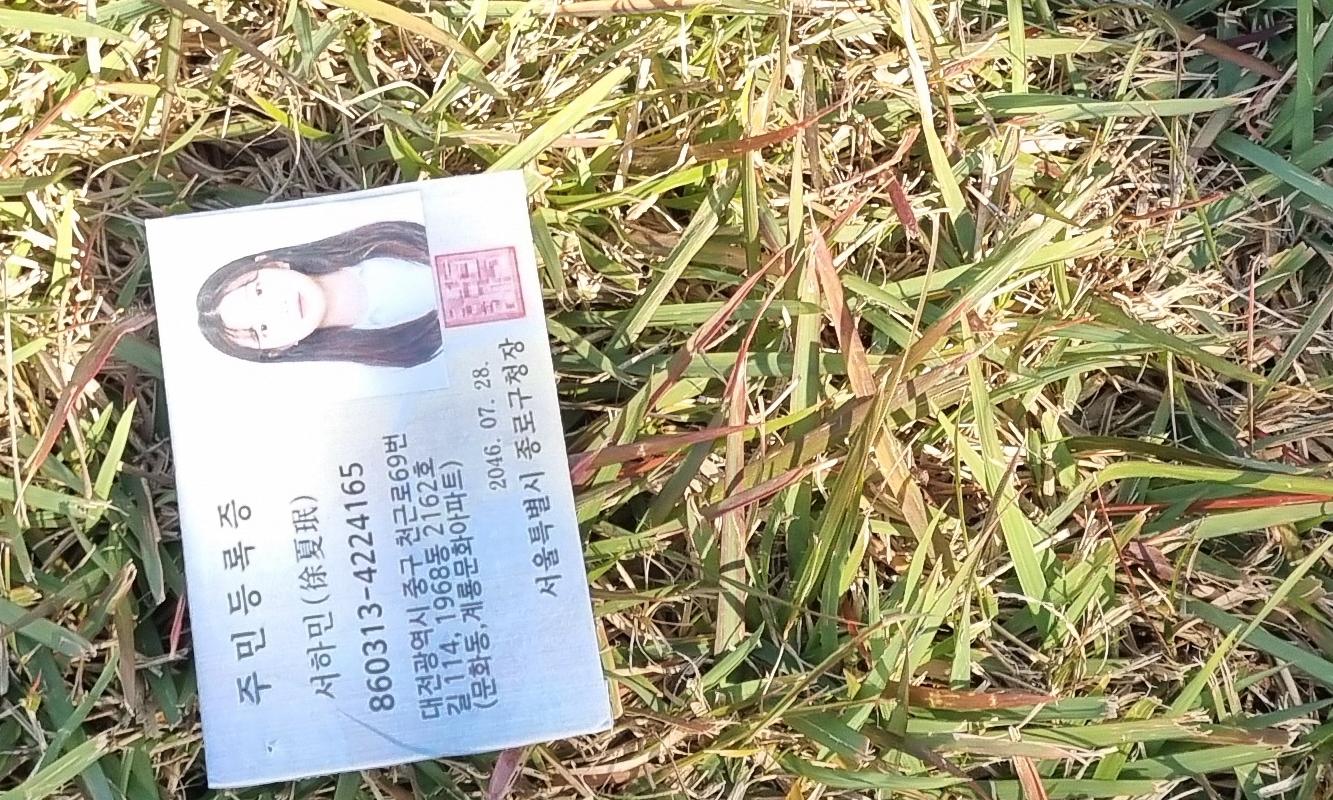 주민등록증
서하민(徐夏珉)
860313-4224165
대전광역시 중구 천근로69번
길 114, 1968동 2162호
(문화동,계룡문화아파트)
2046. 07. 28.
서울특별시 종로구청장